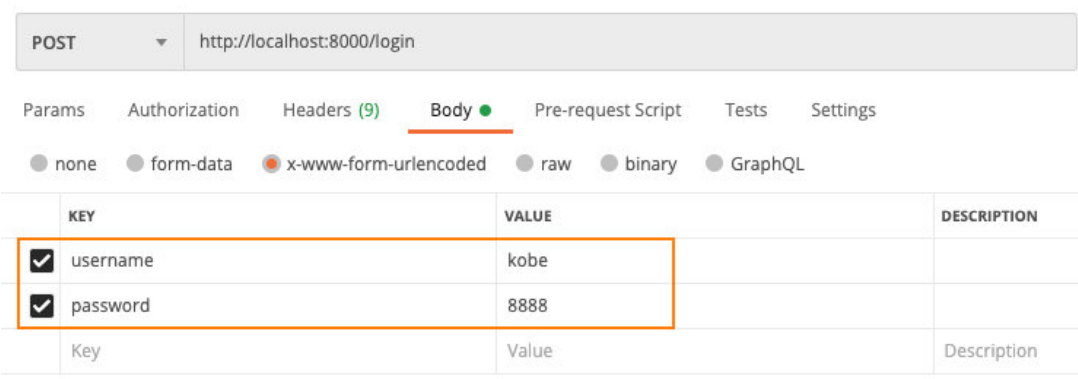 POST http://localhost:8000/login
Params Authorization Headers (9) Body Pre-request Script Tests Settings
none form-data x-www-form-urlencoded raw binary GraphQL
KEY VALUE DESCRIPTION
username kobe
password 8888
Key Value Description